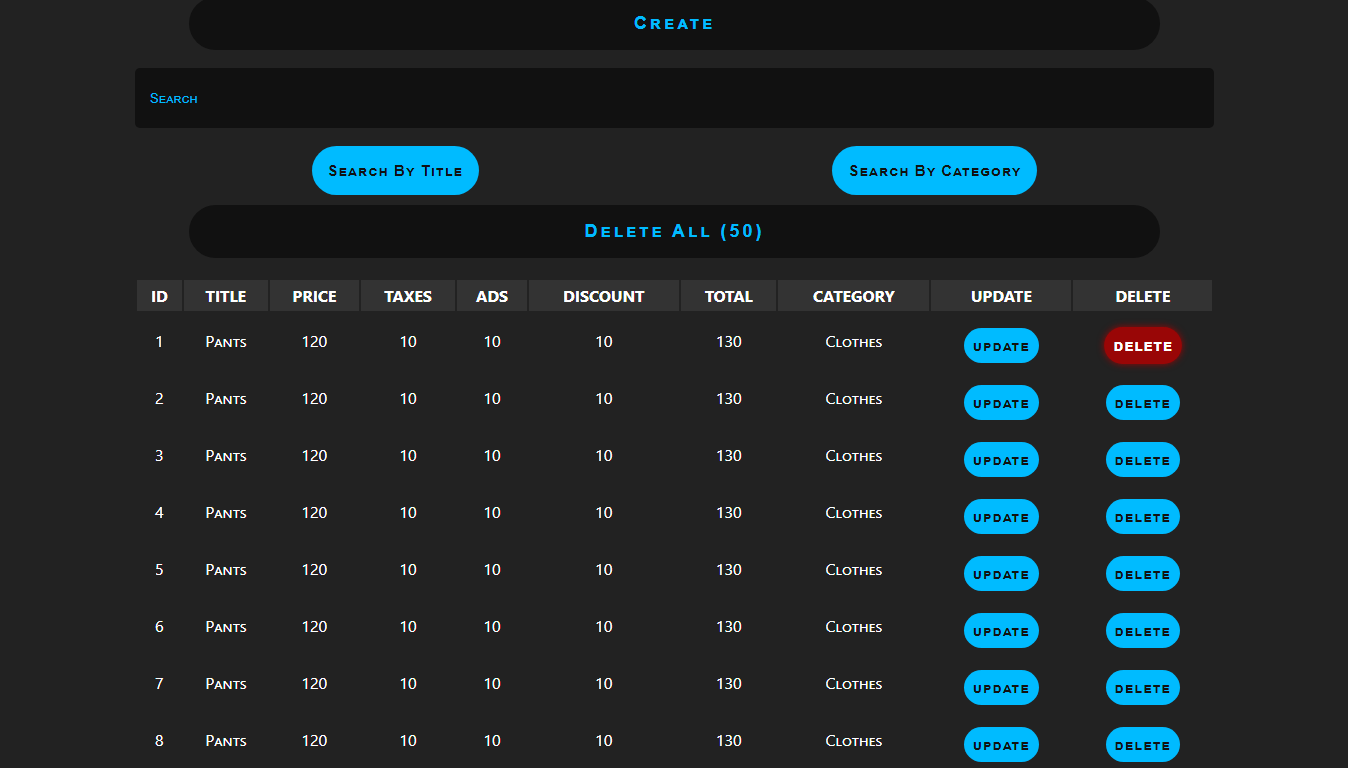 Create
Search
Search By Title Search By Category
Delete All (50)
ID TITLE PRICE TAXES ADS DISCOUNT TOTAL CATEGORY UPDATE DELETE
1 Pants 120 10 10 10 130 Clothes UPDATE DELETE
2 Pants 120 10 10 10 130 Clothes UPDATE DELETE
3 Pants 120 10 10 10 130 Clothes UPDATE DELETE
4 Pants 120 10 10 10 130 Clothes UPDATE DELETE
5 Pants 120 10 10 10 130 Clothes UPDATE DELETE
6 Pants 120 10 10 10 130 Clothes UPDATE DELETE
7 Pants 120 10 10 10 130 Clothes UPDATE DELETE
8 Pants 120 10 10 10 130 Clothes UPDATE DELETE